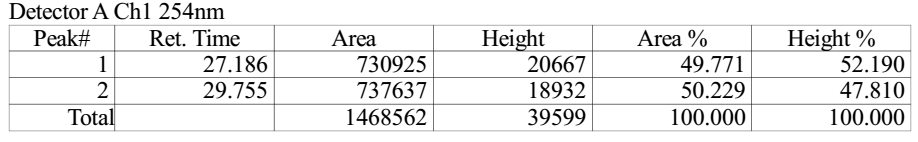 Detector A Ch1 254nm
Peak# Ret. Time Area Height Area % Height %
1 27.186 730925 20667 49.771 52.190
2 29.755 737637 18932 50.229 47.810
Total 1468562 39599 100.000 100.000